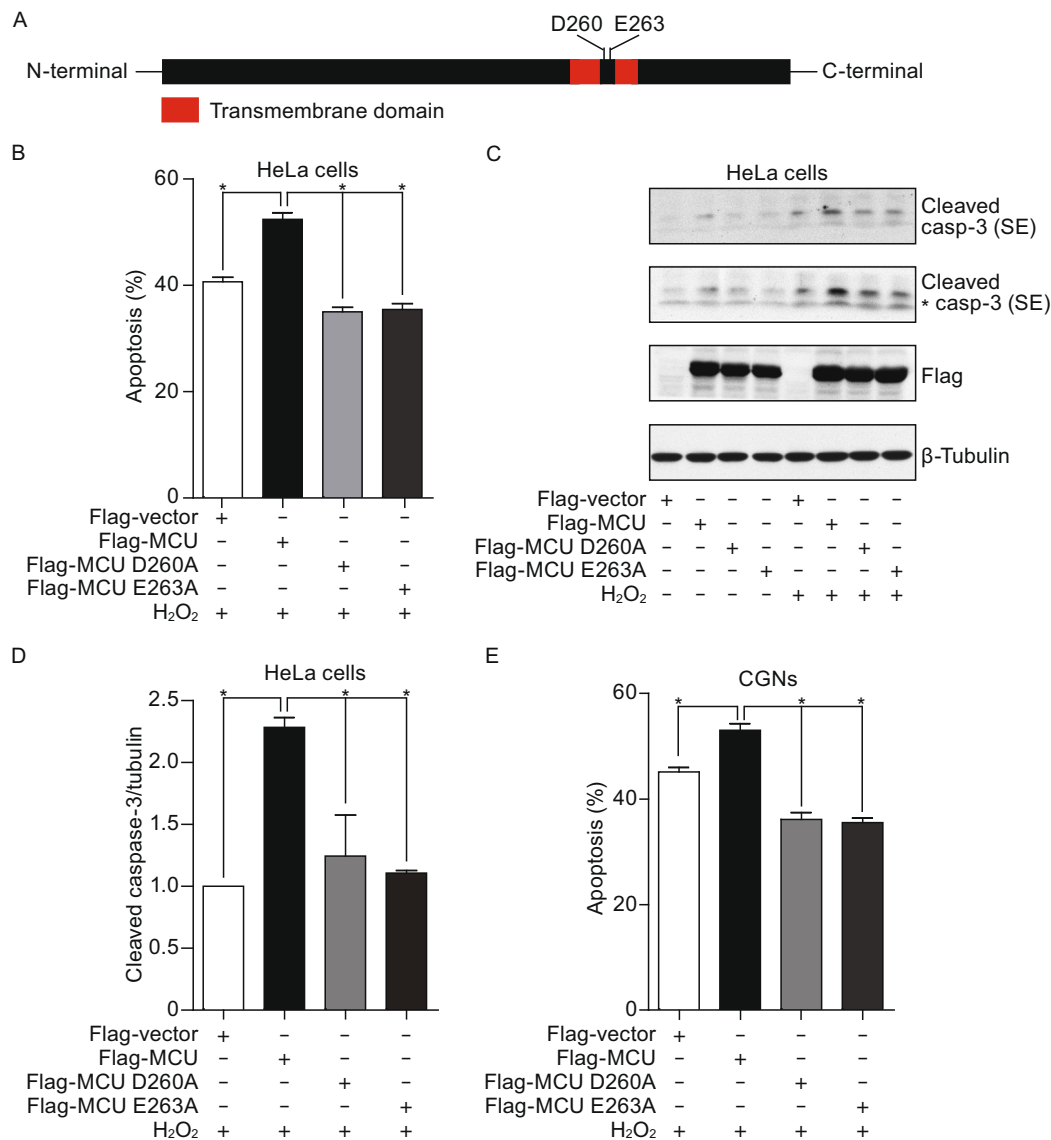 A
D260 E263
N-terminal
C-terminal
Transmembrane domain
B
HeLa cells
* * *
60
40
20
0
Apoptosis (%)
Flag-vector + – – –
Flag-MCU – + – –
Flag-MCU D260A – – + –
Flag-MCU E263A – – – +
H₂O₂ + + + +
C
HeLa cells
Cleaved
casp-3 (SE)
Cleaved
* casp-3 (SE)
Flag
β-Tubulin
Flag-vector + – – – + – – –
Flag-MCU – + – – – + – –
Flag-MCU D260A – – + – – – + –
Flag-MCU E263A – – – + – – – +
H₂O₂ – – – – + + + +
D
HeLa cells
* * *
2.5
2.0
1.5
1.0
0.5
0
Cleaved caspase-3/tubulin
Flag-vector + – – –
Flag-MCU – + – –
Flag-MCU D260A – – + –
Flag-MCU E263A – – – +
H₂O₂ + + + +
E
CGNs
* * *
60
40
20
0
Apoptosis (%)
Flag-vector + – – –
Flag-MCU – + – –
Flag-MCU D260A – – + –
Flag-MCU E263A – – – +
H₂O₂ + + + +